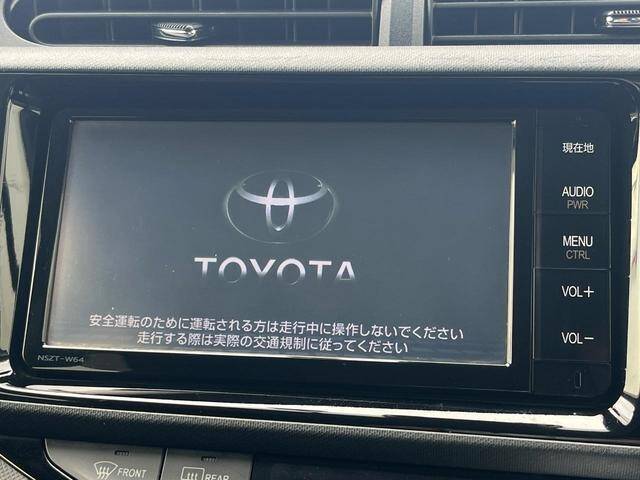 現在地
AUDIO
PWR
MENU
CTRL
VOL+
VOL-
TOYOTA
安全運転のために運転される方は走行中に操作しないでください
走行する際は実際の交通規制に従ってください
NSZT-W64
FRONT
REAR